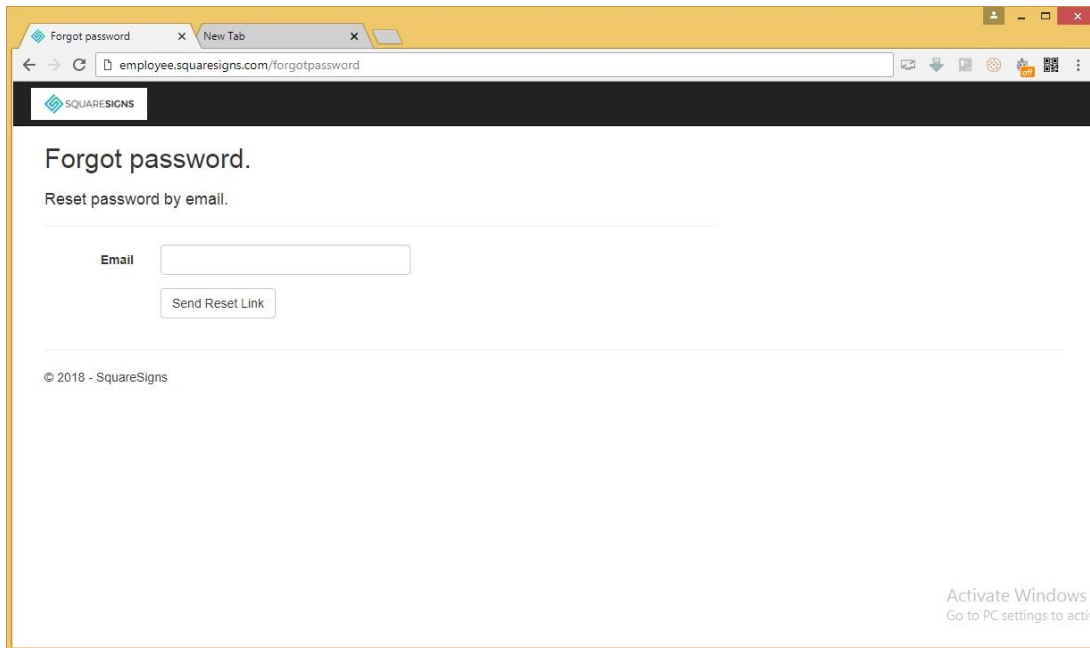 Forgot password
New Tab
employee.squaresigns.com/forgotpassword
off
SQUARESIGNS
Forgot password.
Reset password by email.
Email
Send Reset Link
© 2018 - SquareSigns
Activate Windows
Go to PC settings to acti